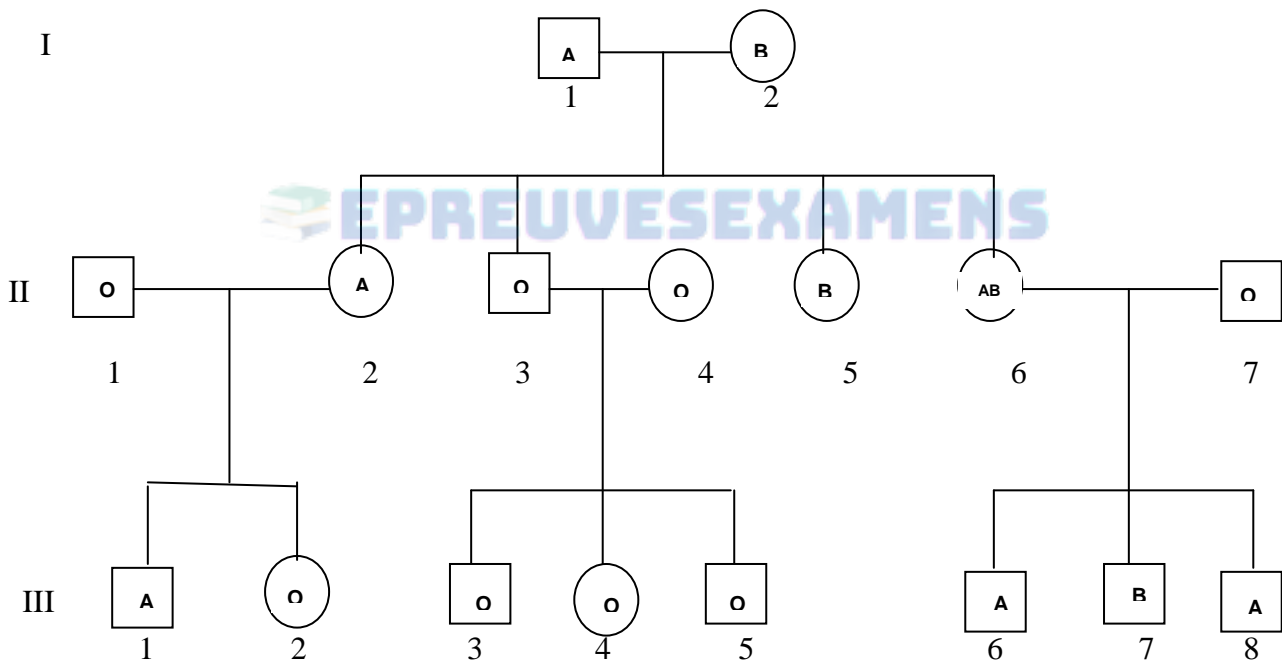 I A B
1 2
EPREUVESEXAMENS
II O A O O B AB O
1 2 3 4 5 6 7
III A O O O O A B A
1 2 3 4 5 6 7 8